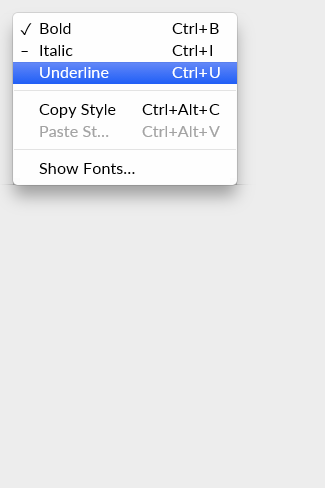 ✓ Bold Ctrl+B
– Italic Ctrl+I
Underline Ctrl+U
Copy Style Ctrl+Alt+C
Paste St... Ctrl+Alt+V
Show Fonts...